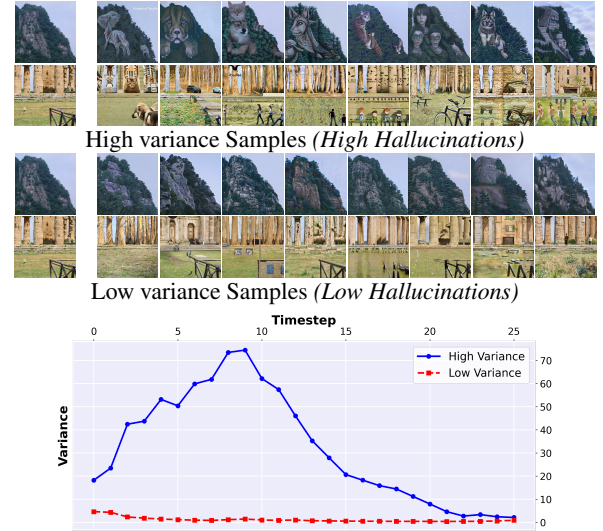 High variance Samples (High Hallucinations)
Low variance Samples (Low Hallucinations)
Timestep
0 5 10 15 20 25
Variance
High Variance
Low Variance
70
60
50
40
30
20
10
0